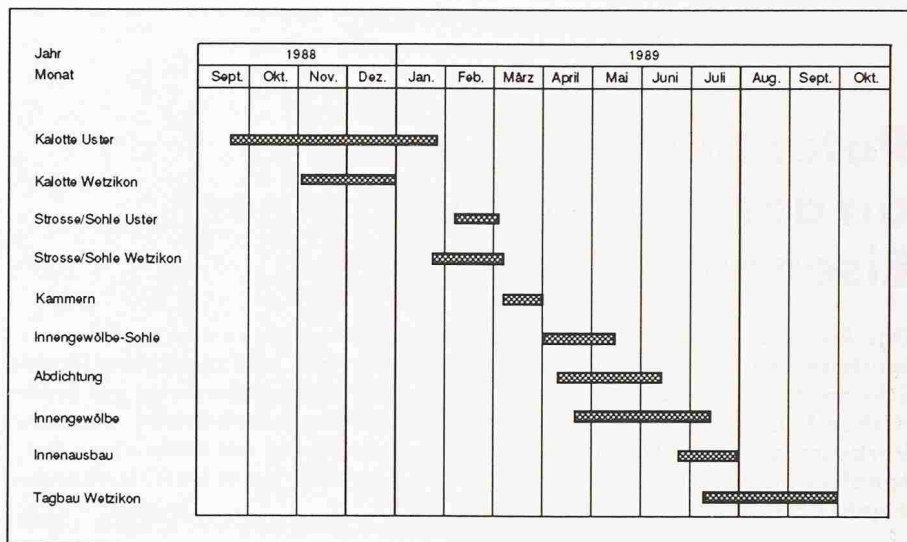 Jahr 1988 1989
Monat Sept. Okt. Nov. Dez. Jan. Feb. März April Mai Juni Juli Aug. Sept. Okt.
Kalotte Uster
Kalotte Wetzikon
Strosse/Sohle Uster
Strosse/Sohle Wetzikon
Kammern
Innengewölbe-Sohle
Abdichtung
Innengewölbe
Innenausbau
Tagbau Wetzikon